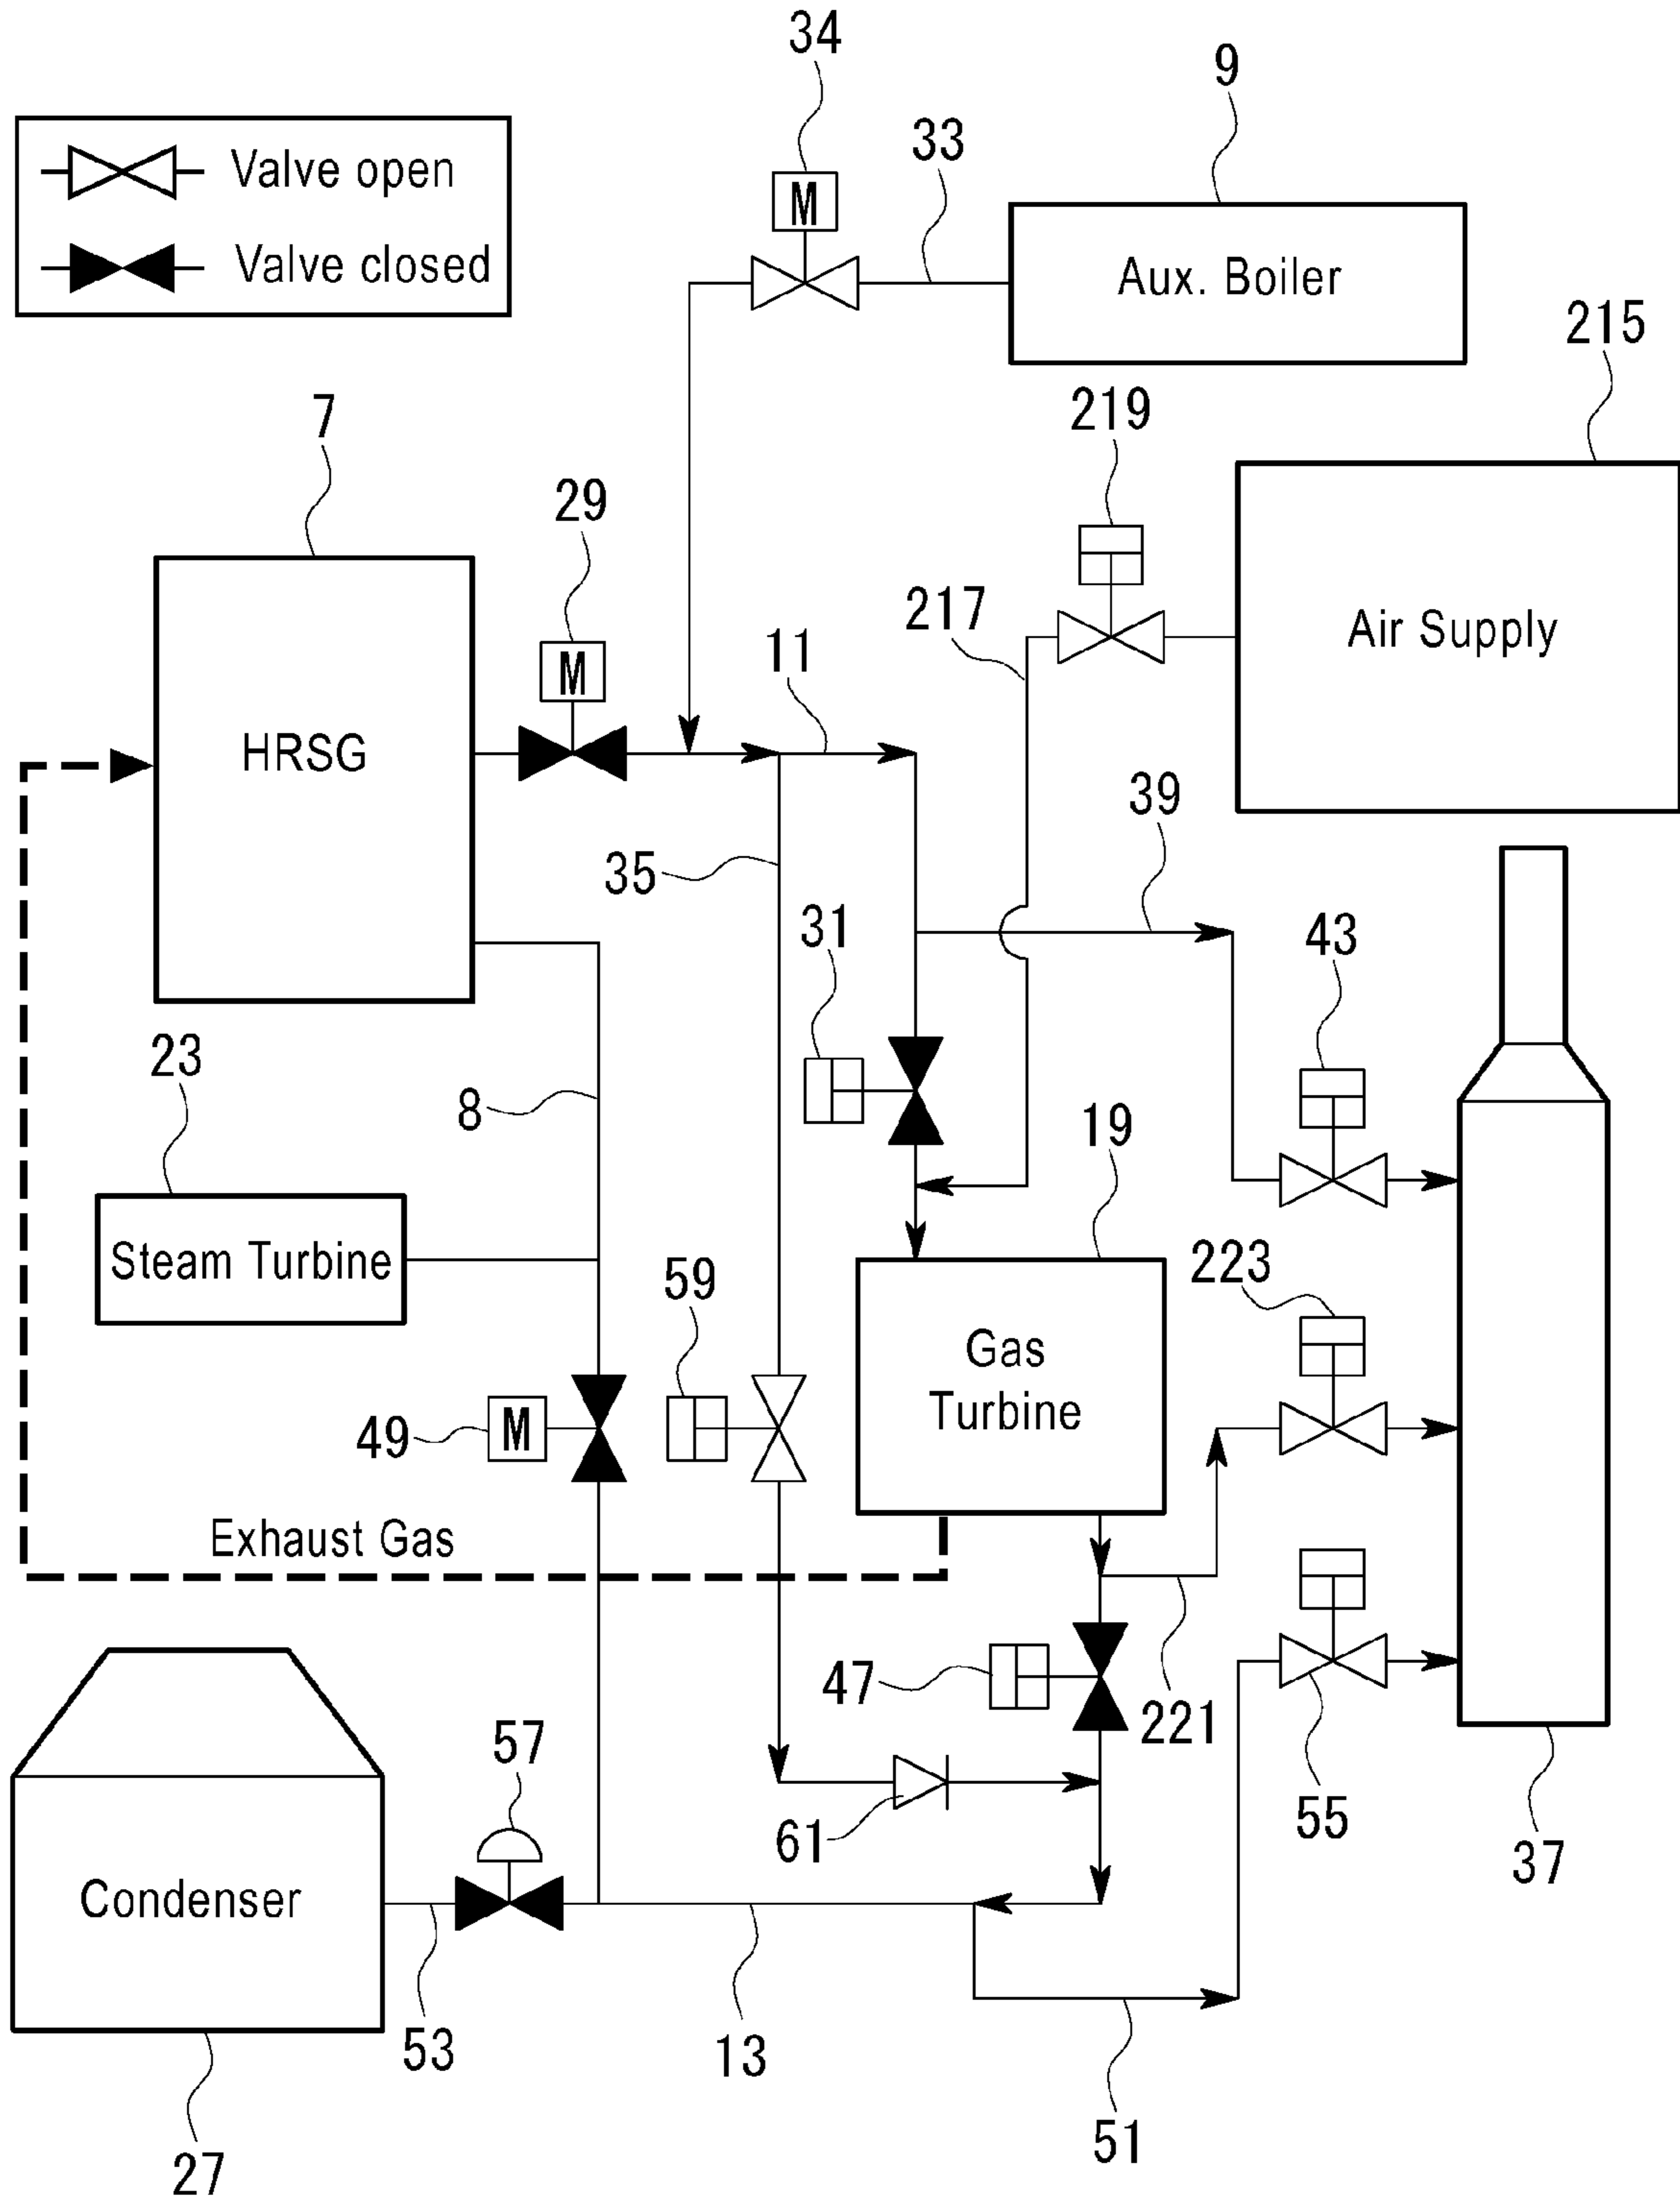 34
9
33
Valve open
M
Valve closed
Aux. Boiler
215
7
219
29
217
Air Supply
11
M
HRSG
39
35
31
43
23
8
19
Steam Turbine
223
59
Gas
Turbine
49
M
Exhaust Gas
47
221
57
55
61
37
Condenser
53
13
51
27